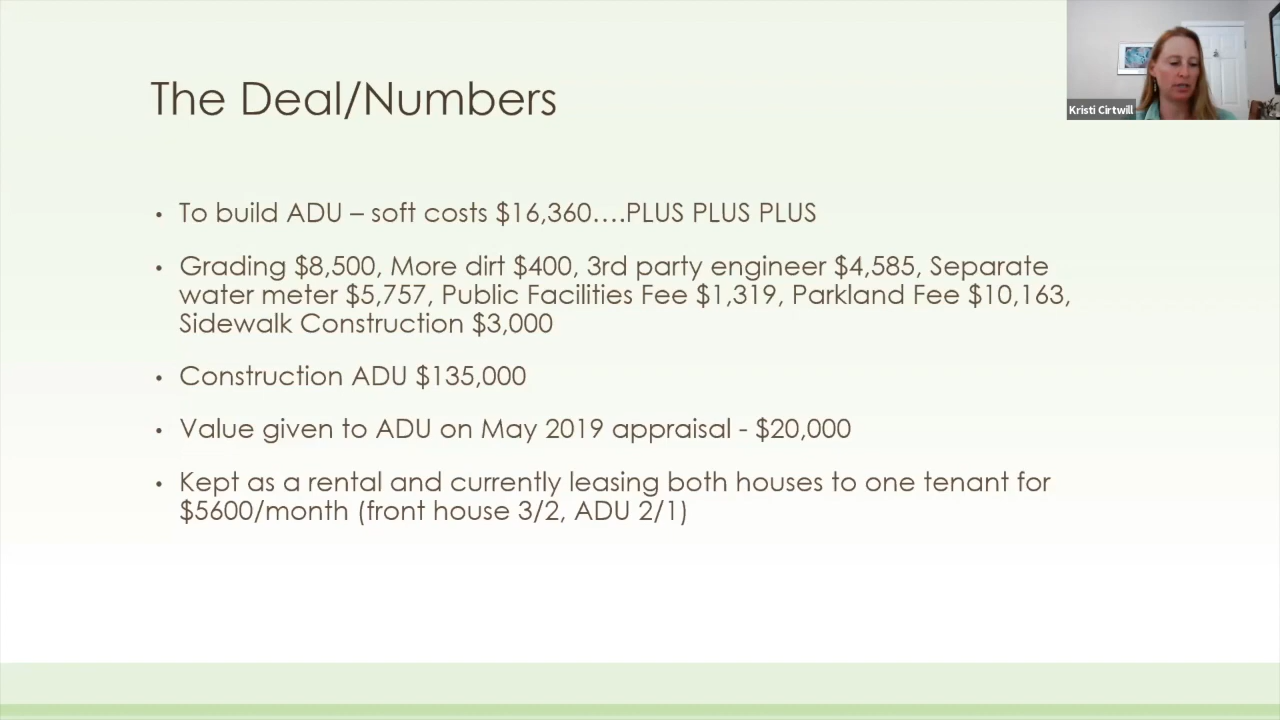 The Deal/Numbers
Kristi Cirtwill
• To build ADU – soft costs $16,360….PLUS PLUS PLUS
• Grading $8,500, More dirt $400, 3rd party engineer $4,585, Separate
water meter $5,757, Public Facilities Fee $1,319, Parkland Fee $10,163,
Sidewalk Construction $3,000
• Construction ADU $135,000
• Value given to ADU on May 2019 appraisal - $20,000
• Kept as a rental and currently leasing both houses to one tenant for
$5600/month (front house 3/2, ADU 2/1)